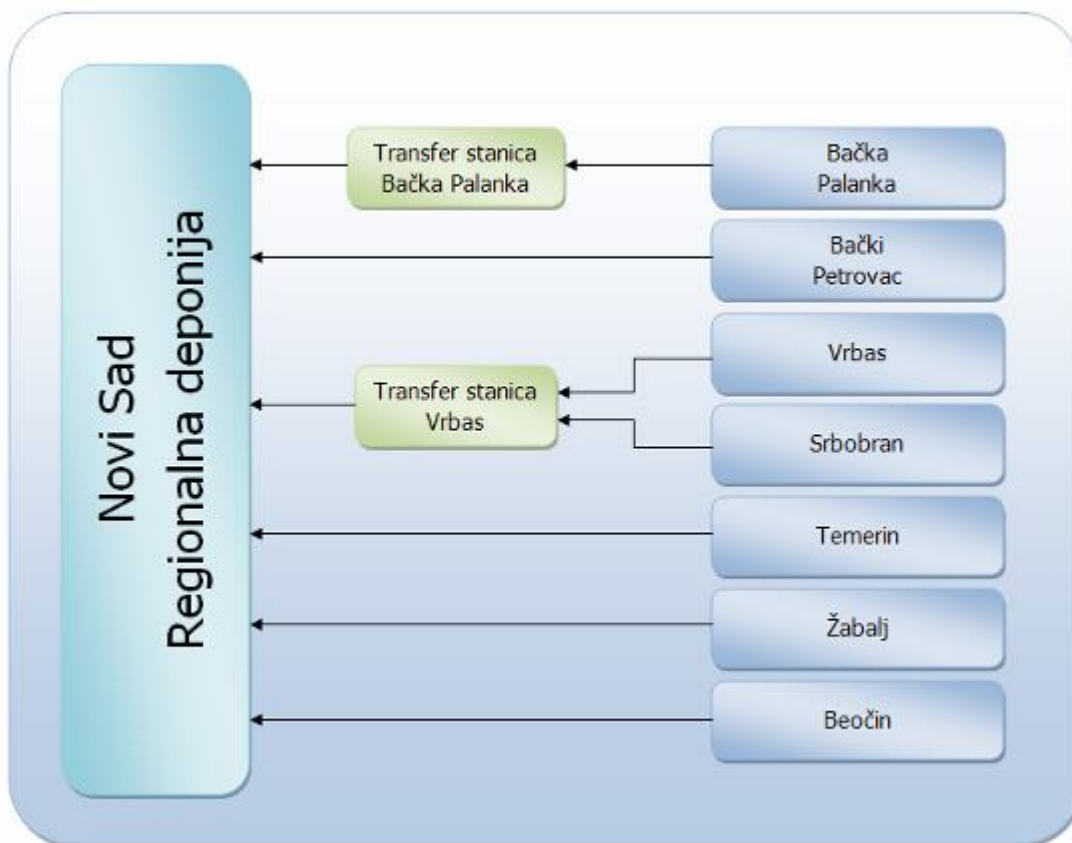 Novi Sad
Regionalna deponija
Transfer stanica
Bačka Palanka
Bačka
Palanka
Bački
Petrovac
Transfer stanica
Vrbas
Vrbas
Srbobran
Temerin
Žabalj
Beočin